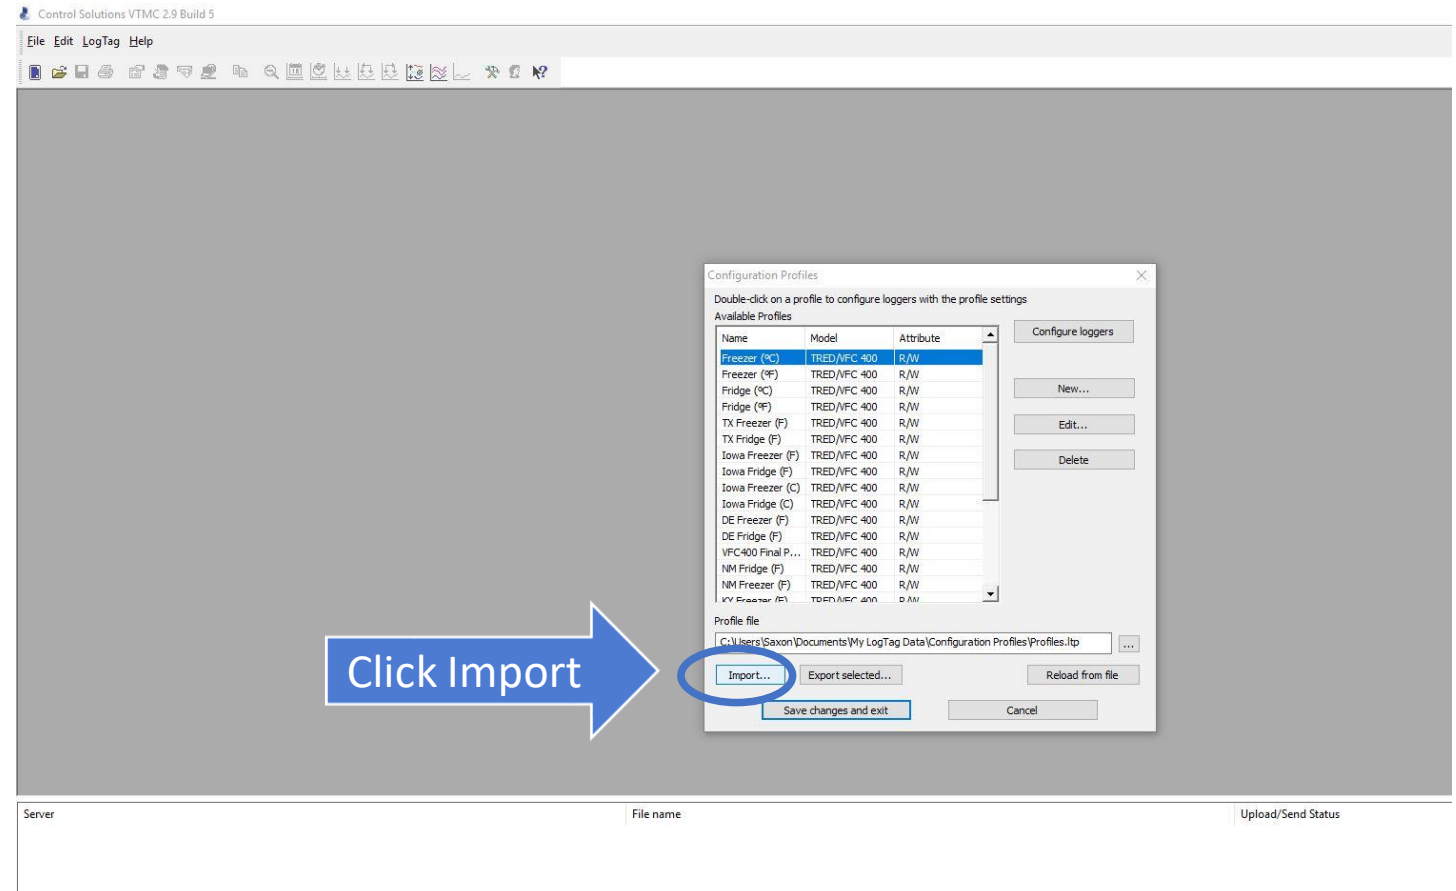 Control Solutions VTMC 2.9 Build 5
File Edit LogTag Help
Configuration Profiles
Double-click on a profile to configure loggers with the profile settings
Available Profiles
Name Model Attribute
Configure loggers
Freezer (ºC) TRED/VFC 400 R/W
Freezer (ºF) TRED/VFC 400 R/W
Fridge (ºC) TRED/VFC 400 R/W
New...
Fridge (ºF) TRED/VFC 400 R/W
TX Freezer (F) TRED/VFC 400 R/W
Edit...
TX Fridge (F) TRED/VFC 400 R/W
Iowa Freezer (F) TRED/VFC 400 R/W
Delete
Iowa Fridge (F) TRED/VFC 400 R/W
Iowa Freezer (C) TRED/VFC 400 R/W
Iowa Fridge (C) TRED/VFC 400 R/W
DE Freezer (F) TRED/VFC 400 R/W
DE Fridge (F) TRED/VFC 400 R/W
VFC400 Final P... TRED/VFC 400 R/W
NM Fridge (F) TRED/VFC 400 R/W
NM Freezer (F) TRED/VFC 400 R/W
KY Freezer (F) TRED/VFC 400 R/W
Profile file
C:\Users\Saxon\Documents\My LogTag Data\Configuration Profiles\Profiles.ltp ...
Click Import
Import... Export selected... Reload from file
Save changes and exit Cancel
Server File name Upload/Send Status